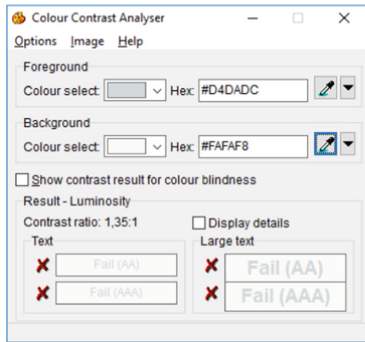 Colour Contrast Analyser
Options Image Help
Foreground
Colour select: Hex: #D4DADC
Background
Colour select: Hex: #FAFAF8
Show contrast result for colour blindness
Result - Luminosity
Contrast ratio: 1,35:1 Display details
Text Large text
Fail (AA) Fail (AA)
Fail (AAA) Fail (AAA)